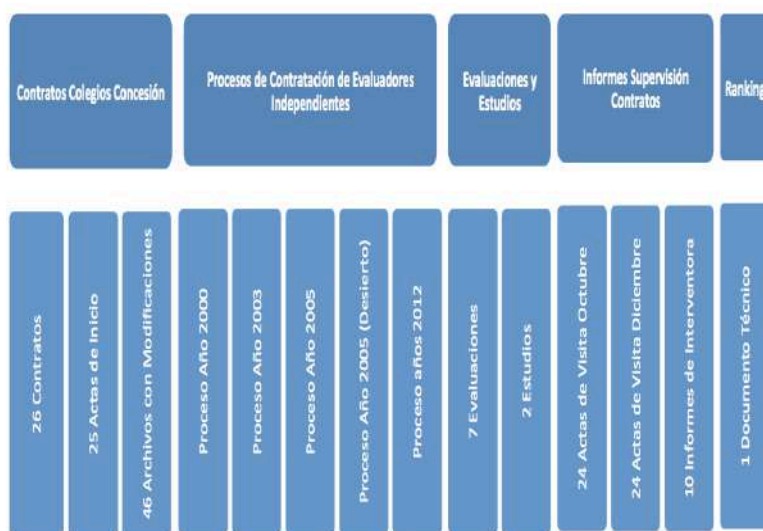 Contratos Colegios Concesión
Procesos de Contratación de Evaluadores
Independientes
Evaluaciones y
Estudios
Informes Supervisión
Contratos
Ranking
26 Contratos
25 Actas de Inicio
46 Archivos con Modificaciones
Proceso Año 2000
Proceso Año 2003
Proceso Año 2005
Proceso Año 2005 (Desierto)
Proceso años 2012
7 Evaluaciones
2 Estudios
24 Actas de Visita Octubre
24 Actas de Visita Diciembre
10 Informes de Interventora
1 Documento Técnico